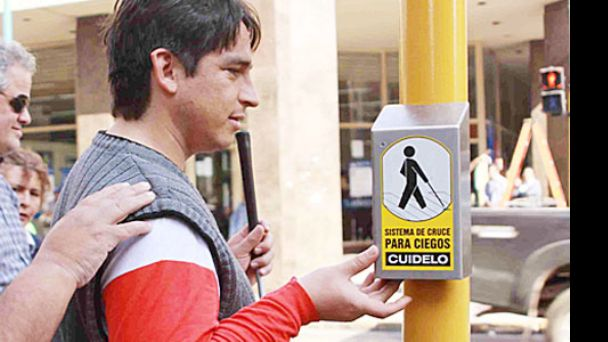 SISTEMA DE CRUCE
PARA CIEGOS
CUIDELO